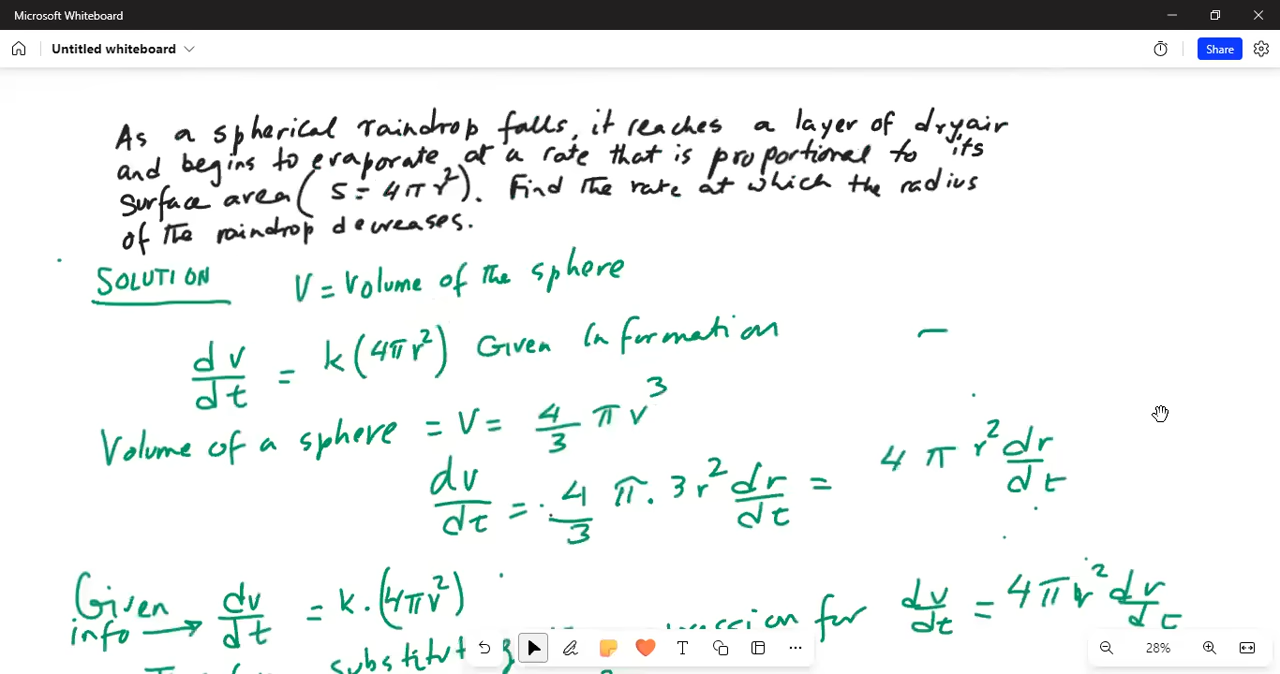 Microsoft Whiteboard
Untitled whiteboard
Share
As a spherical raindrop falls, it reaches a layer of dry air
and begins to evaporate at a rate that is proportional to its
surface area (S = 4πr²). Find the rate at which the radius
of the raindrop decreases.
SOLUTION V = Volume of the sphere
dv/dt = k(4πr²) Given Information
Volume of a sphere = V = 4/3 πr³
dv/dt = 4/3 π. 3r² dr/dt = 4πr² dr/dt
Given info → dv/dt = k.(4πr²)
for dv/dt = 4πr² dr/dt
28%